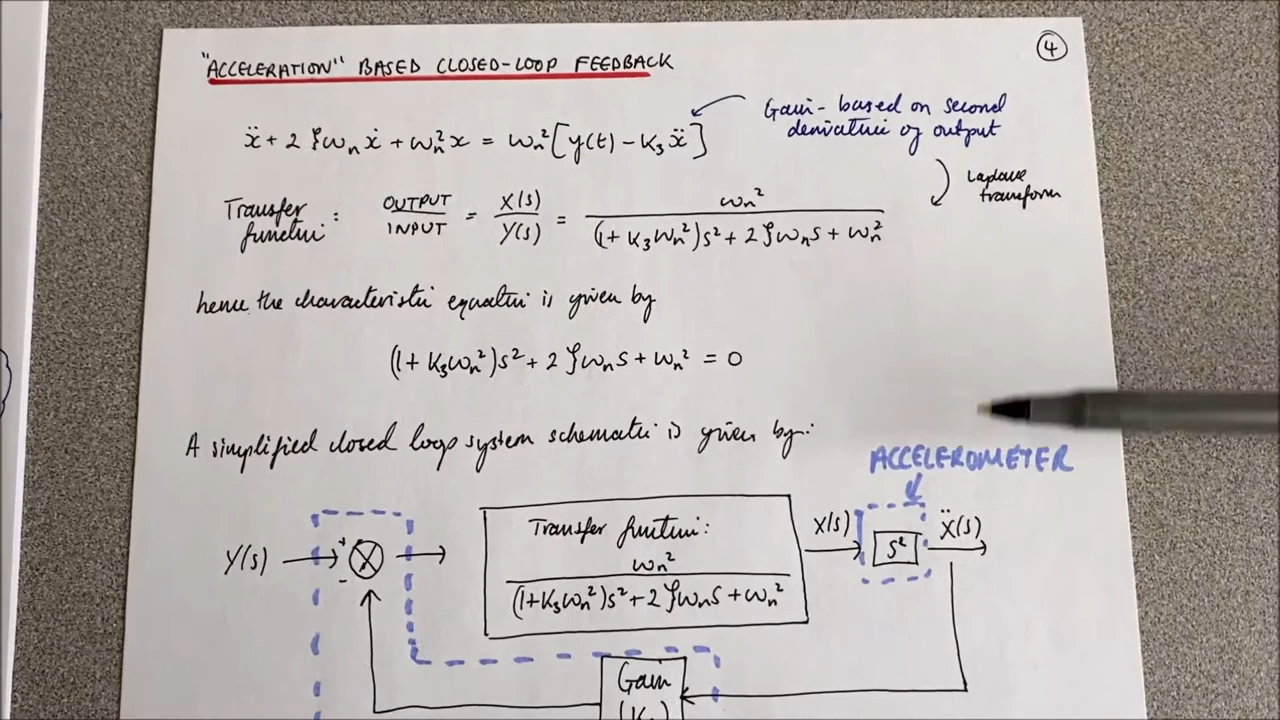 4
"ACCELERATION" BASED CLOSED-LOOP FEEDBACK
Gain - based on second
derivative of output
ẍ + 2ζωₙẋ + ωₙ²x = ωₙ²[y(t) - K₃ẍ]
Laplace
transform
Transfer
function : OUTPUT/INPUT = X(s)/Y(s) = ωₙ²/((1+K₃ωₙ²)s² + 2ζωₙs + ωₙ²)
hence the characteristic equation is given by
(1+K₃ωₙ²)s² + 2ζωₙs + ωₙ² = 0
A simplified closed loop system schematic is given by:
ACCELEROMETER
Y(s) + - X
Transfer function:
ωₙ²/((1+K₃ωₙ²)s² + 2ζωₙs + ωₙ²)
X(s) s² Ẍ(s)
Gain